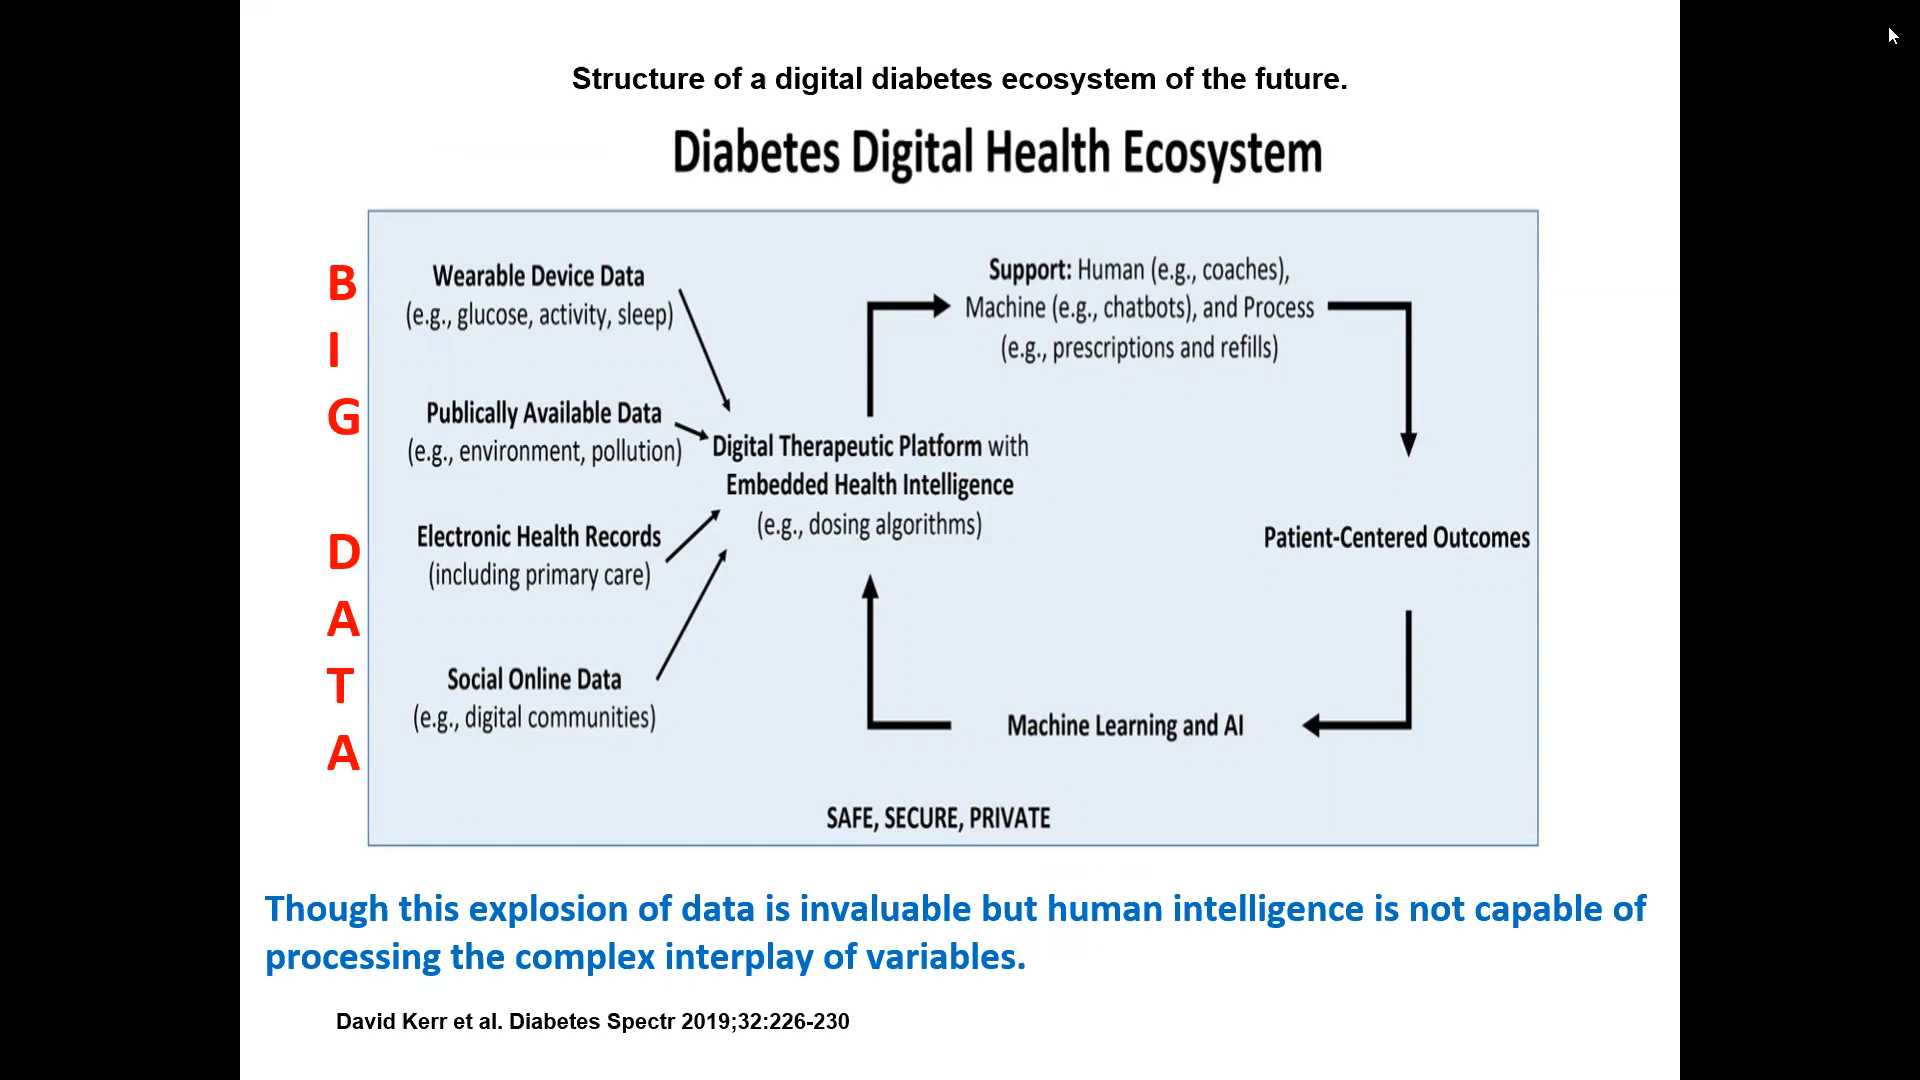 Structure of a digital diabetes ecosystem of the future.
Diabetes Digital Health Ecosystem
B
I
G
D
A
T
A
Wearable Device Data
(e.g., glucose, activity, sleep)
Publically Available Data
(e.g., environment, pollution)
Electronic Health Records
(including primary care)
Social Online Data
(e.g., digital communities)
Digital Therapeutic Platform with
Embedded Health Intelligence
(e.g., dosing algorithms)
Support: Human (e.g., coaches),
Machine (e.g., chatbots), and Process
(e.g., prescriptions and refills)
Patient-Centered Outcomes
Machine Learning and AI
SAFE, SECURE, PRIVATE
Though this explosion of data is invaluable but human intelligence is not capable of
processing the complex interplay of variables.
David Kerr et al. Diabetes Spectr 2019;32:226-230